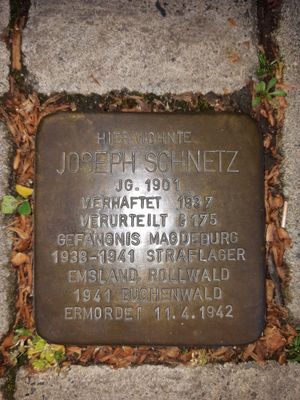 HIER WOHNTE
JOSEPH SCHNETZ
JG. 1901
VERHAFTET 1937
VERURTEILT § 175
GEFÄNGNIS MAGDEBURG
1938-1941 STRAFLAGER
EMSLAND ROLLWALD
1941 BUCHENWALD
ERMORDET 11.4.1942